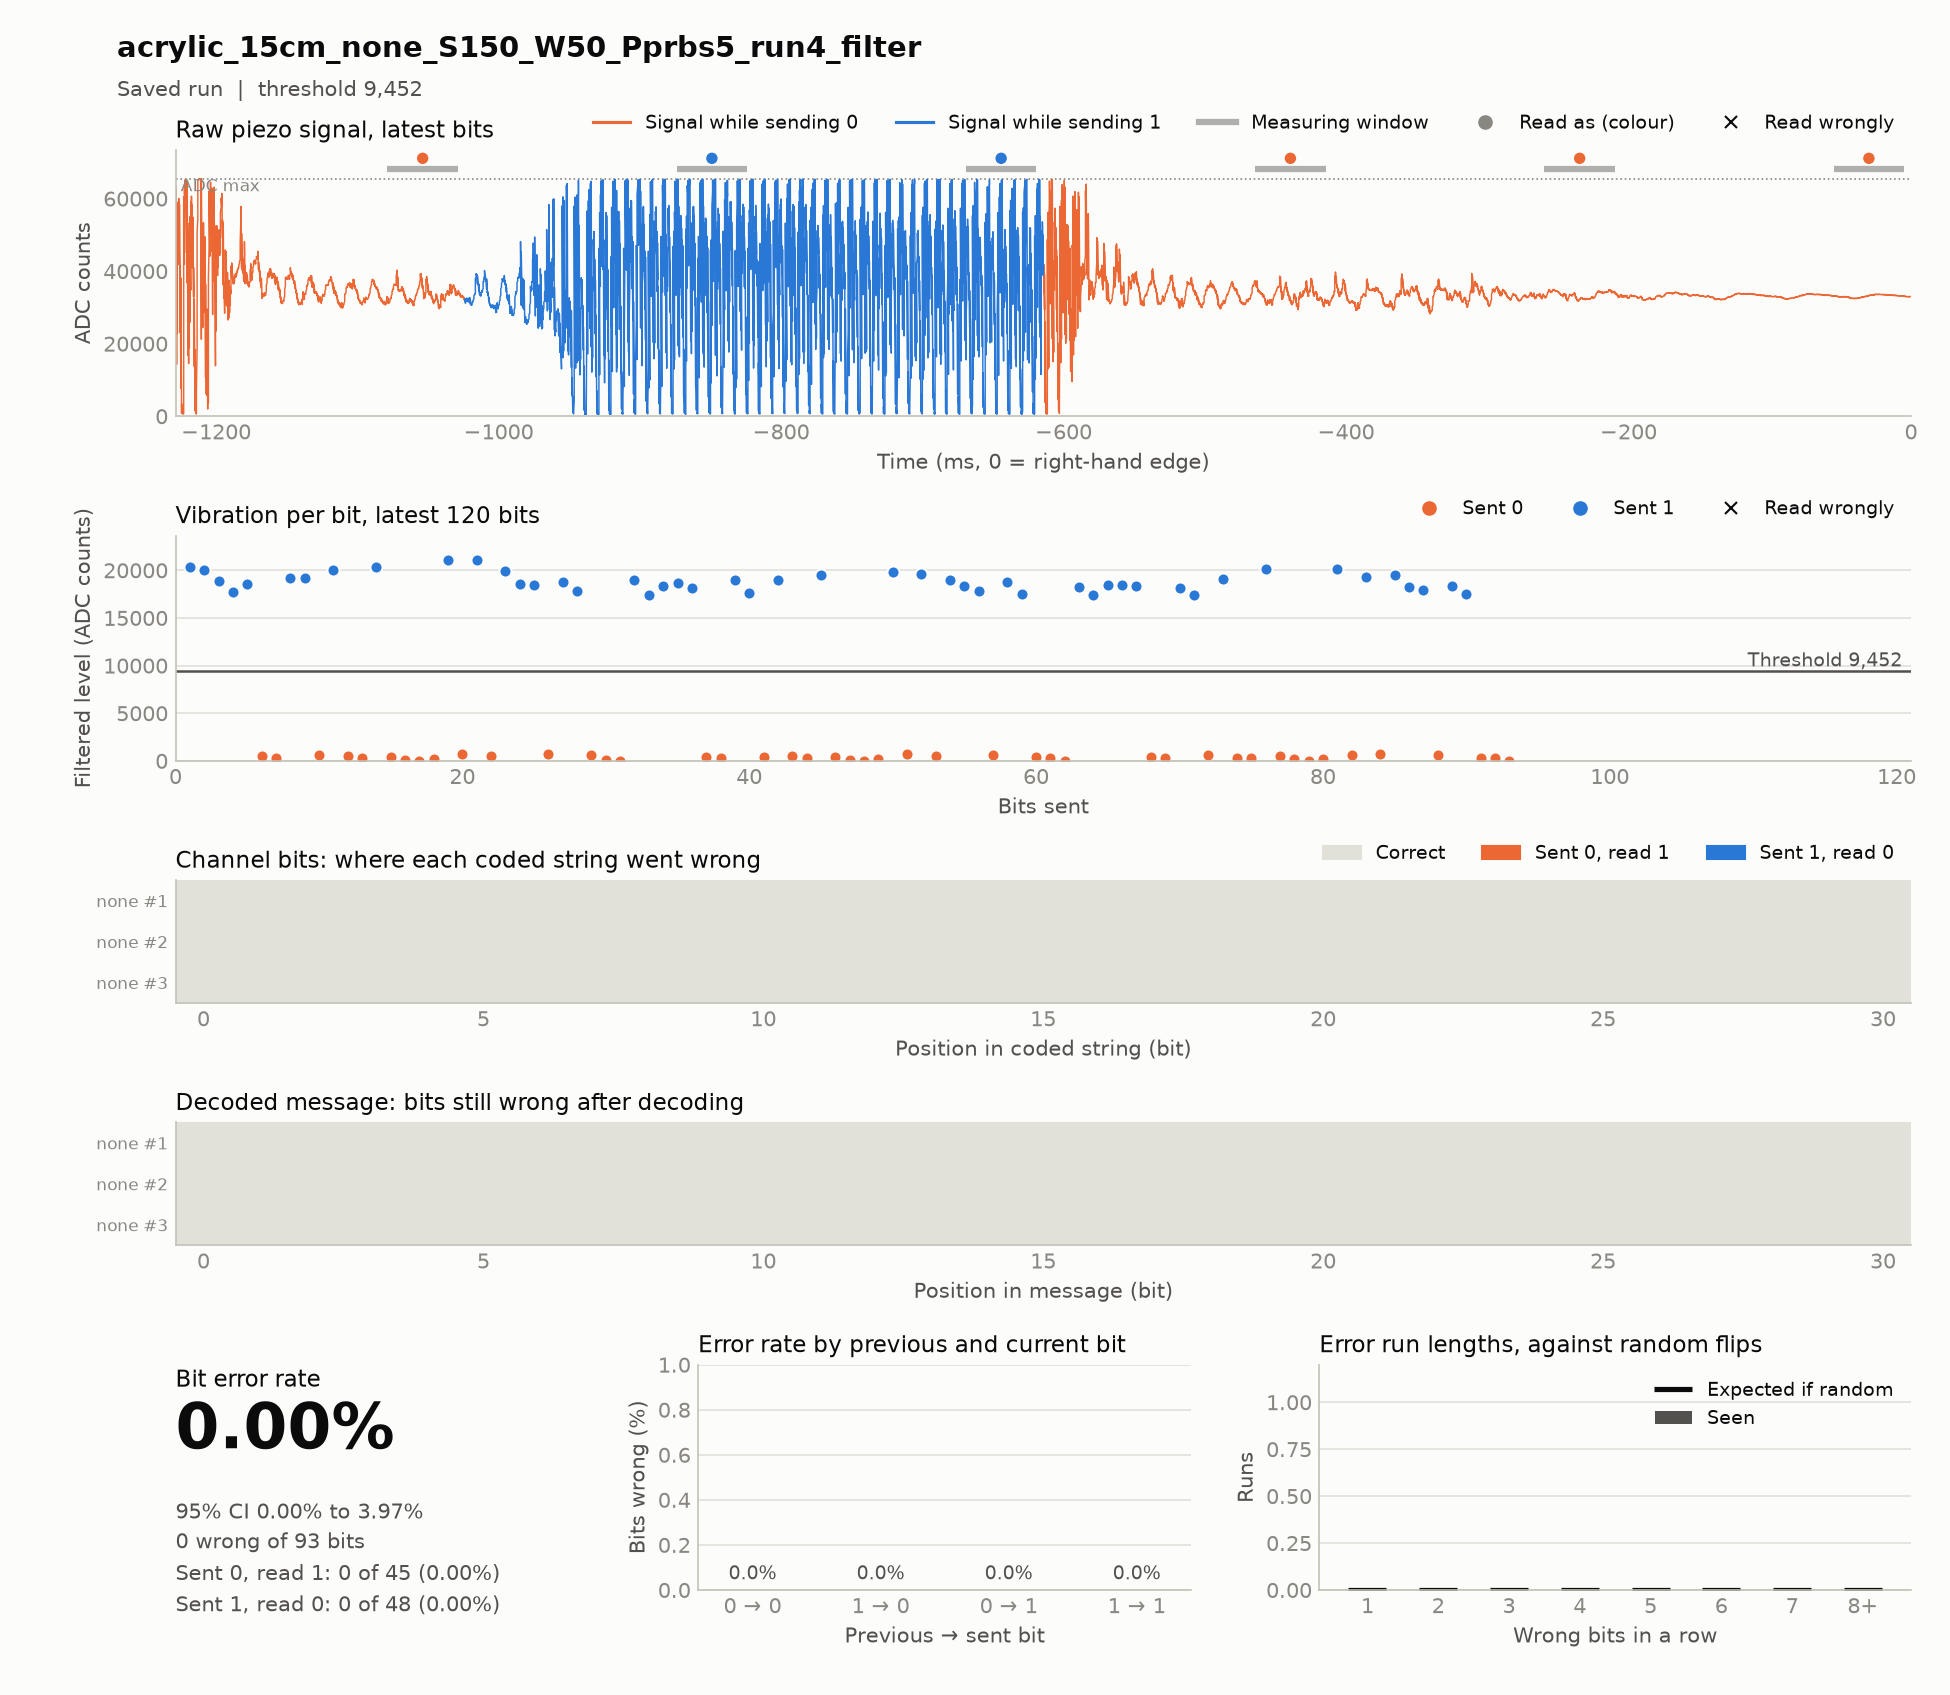 acrylic_15cm_none_S150_W50_Pprbs5_run4_filter
Saved run | threshold 9,452
Raw piezo signal, latest bits
Signal while sending 0 Signal while sending 1 Measuring window Read as (colour) × Read wrongly
ADC max
60000
40000
20000
0
ADC counts
−1200 −1000 −800 −600 −400 −200 0
Time (ms, 0 = right-hand edge)
Vibration per bit, latest 120 bits
Sent 0 Sent 1 × Read wrongly
20000
15000
10000
5000
0
Filtered level (ADC counts)
Threshold 9,452
0 20 40 60 80 100 120
Bits sent
Channel bits: where each coded string went wrong
Correct Sent 0, read 1 Sent 1, read 0
none #1
none #2
none #3
0 5 10 15 20 25 30
Position in coded string (bit)
Decoded message: bits still wrong after decoding
none #1
none #2
none #3
0 5 10 15 20 25 30
Position in message (bit)
Bit error rate
0.00%
95% CI 0.00% to 3.97%
0 wrong of 93 bits
Sent 0, read 1: 0 of 45 (0.00%)
Sent 1, read 0: 0 of 48 (0.00%)
Error rate by previous and current bit
1.0
0.8
0.6
0.4
0.2
0.0
Bits wrong (%)
0.0% 0.0% 0.0% 0.0%
0 → 0 1 → 0 0 → 1 1 → 1
Previous → sent bit
Error run lengths, against random flips
Expected if random
Seen
1.00
0.75
0.50
0.25
0.00
Runs
1 2 3 4 5 6 7 8+
Wrong bits in a row